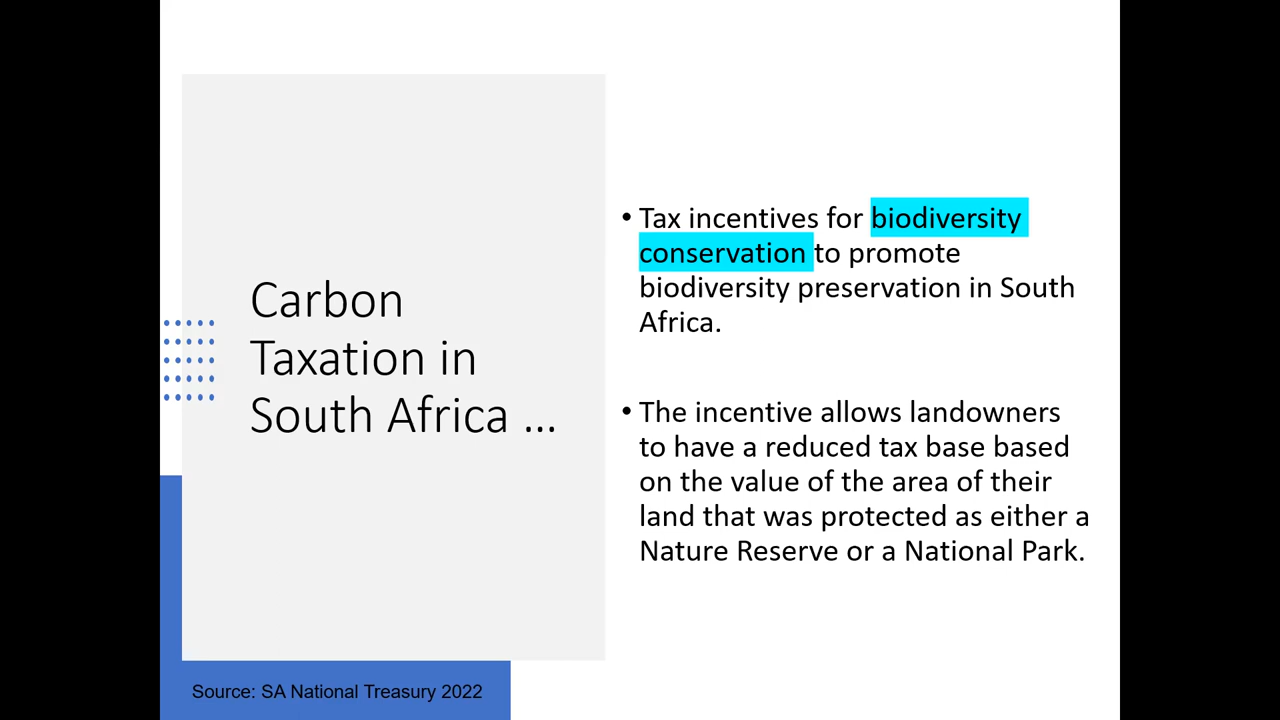 Carbon
Taxation in
South Africa ...
• Tax incentives for biodiversity
conservation to promote
biodiversity preservation in South
Africa.
• The incentive allows landowners
to have a reduced tax base based
on the value of the area of their
land that was protected as either a
Nature Reserve or a National Park.
Source: SA National Treasury 2022